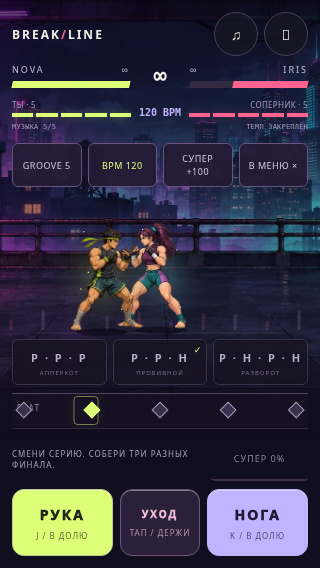 BREAK/LINE
♫
NOVA ∞ ∞ ∞ IRIS
ТЫ · 5 120 BPM СОПЕРНИК · 5
МУЗЫКА 5/5 ТЕМП ЗАКРЕПЛЁН
GROOVE 5
BPM 120
СУПЕР
+100
В МЕНЮ ×
Р · Р · Р
АППЕРКОТ
Р · Р · Н ✓
ПРОБИВНОЙ
Р · Н · Р · Н
РАЗВОРОТ
СМЕНИ СЕРИЮ. СОБЕРИ ТРИ РАЗНЫХ
ФИНАЛА.
СУПЕР 0%
РУКА
J / В ДОЛЮ
УХОД
ТАП / ДЕРЖИ
НОГА
K / В ДОЛЮ